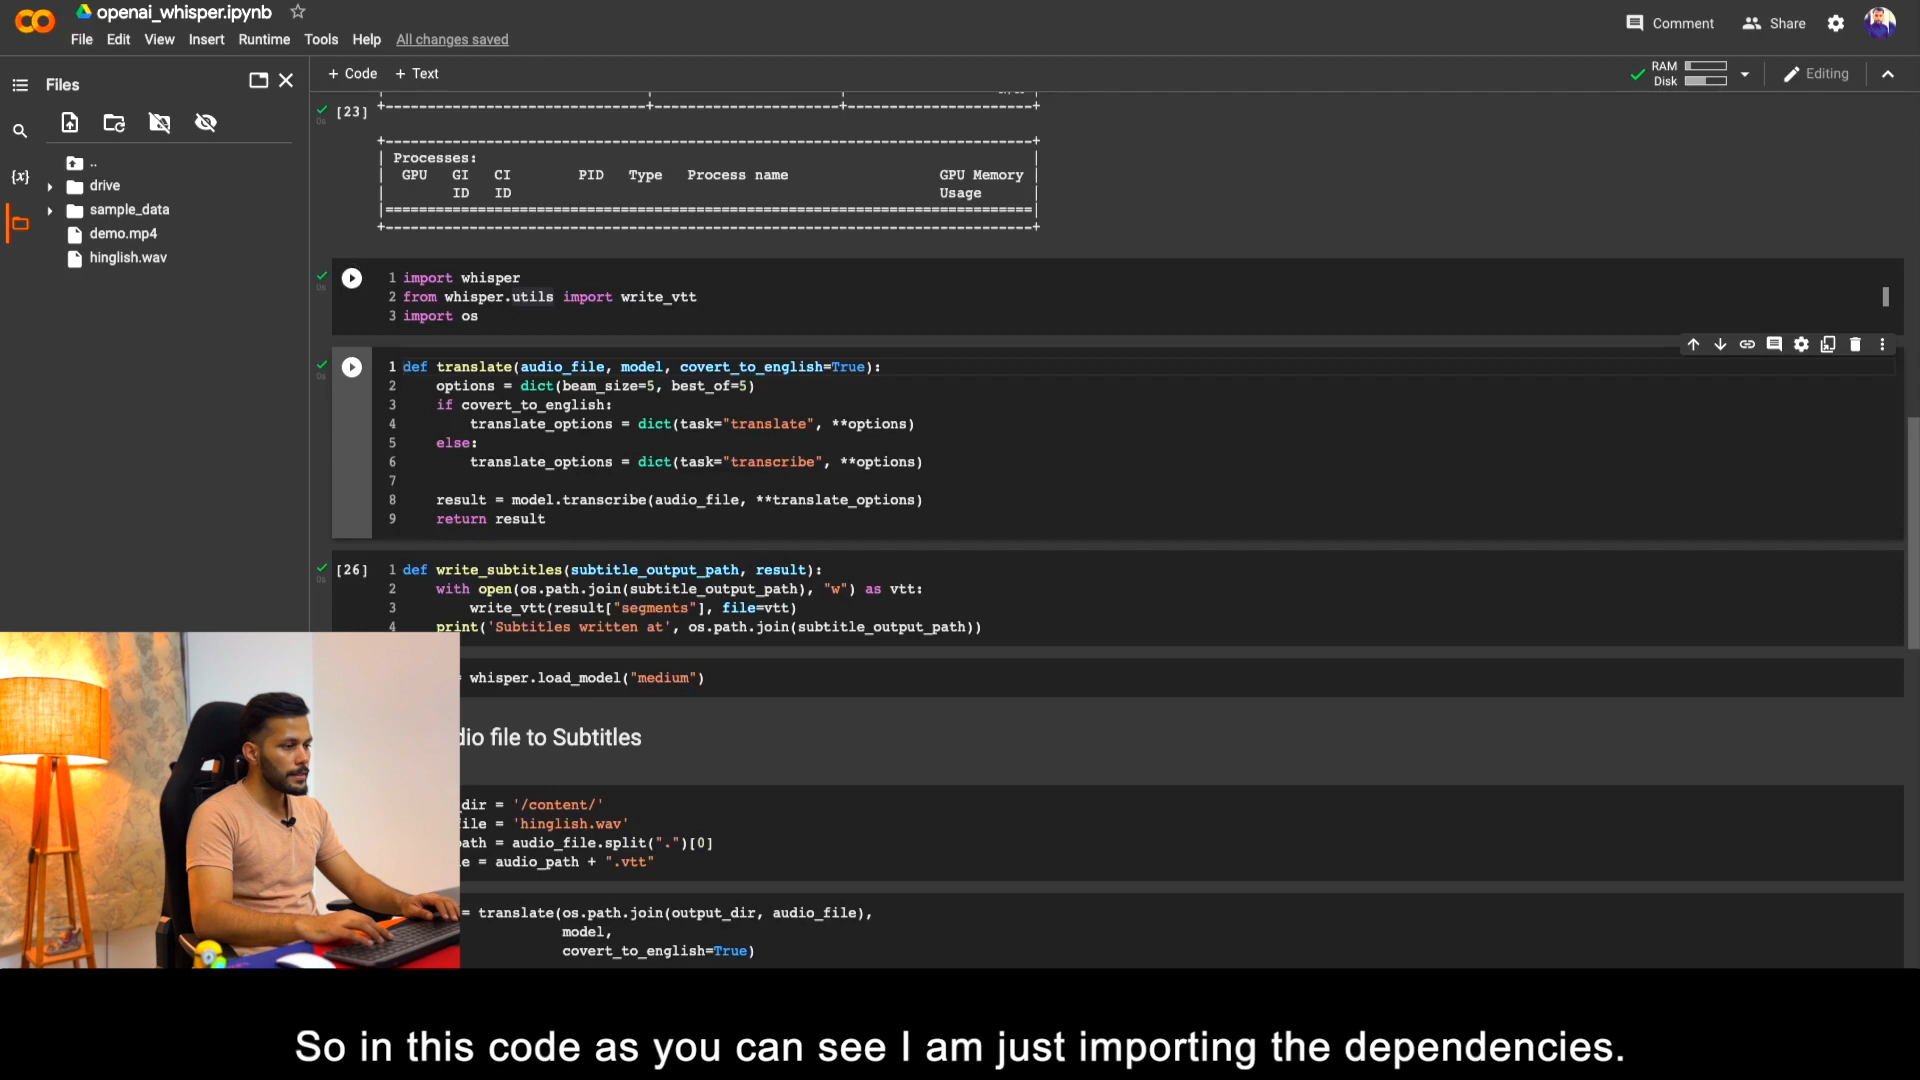 openai_whisper.ipynb
File Edit View Insert Runtime Tools Help All changes saved
Comment Share
Files
+ Code + Text
RAM
Disk
Editing
..
drive
sample_data
demo.mp4
hinglish.wav
{x}
[23]
Processes:
GPU GI CI PID Type Process name GPU Memory
ID ID Usage
1 import whisper
2 from whisper.utils import write_vtt
3 import os
1 def translate(audio_file, model, covert_to_english=True):
2 options = dict(beam_size=5, best_of=5)
3 if covert_to_english:
4 translate_options = dict(task="translate", **options)
5 else:
6 translate_options = dict(task="transcribe", **options)
7
8 result = model.transcribe(audio_file, **translate_options)
9 return result
[26]
1 def write_subtitles(subtitle_output_path, result):
2 with open(os.path.join(subtitle_output_path), "w") as vtt:
3 write_vtt(result["segments"], file=vtt)
4 print('Subtitles written at', os.path.join(subtitle_output_path))
= whisper.load_model("medium")
dio file to Subtitles
dir = '/content/'
file = 'hinglish.wav'
path = audio_file.split(".")[0]
le = audio_path + ".vtt"
= translate(os.path.join(output_dir, audio_file),
model,
covert_to_english=True)
So in this code as you can see I am just importing the dependencies.